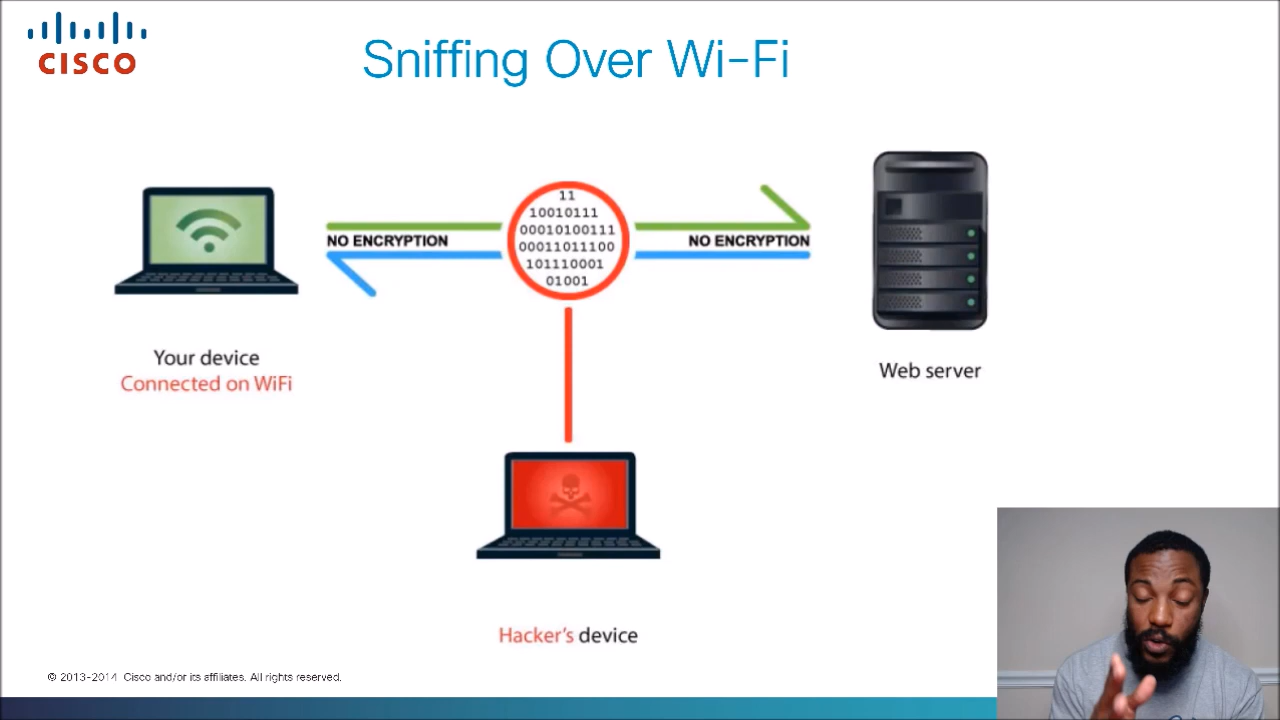 CISCO
Sniffing Over Wi-Fi
11
10010111
00010100111
00011011100
101110001
01001
NO ENCRYPTION
NO ENCRYPTION
Your device
Connected on WiFi
Web server
Hacker's device
© 2013-2014 Cisco and/or its affiliates. All rights reserved.